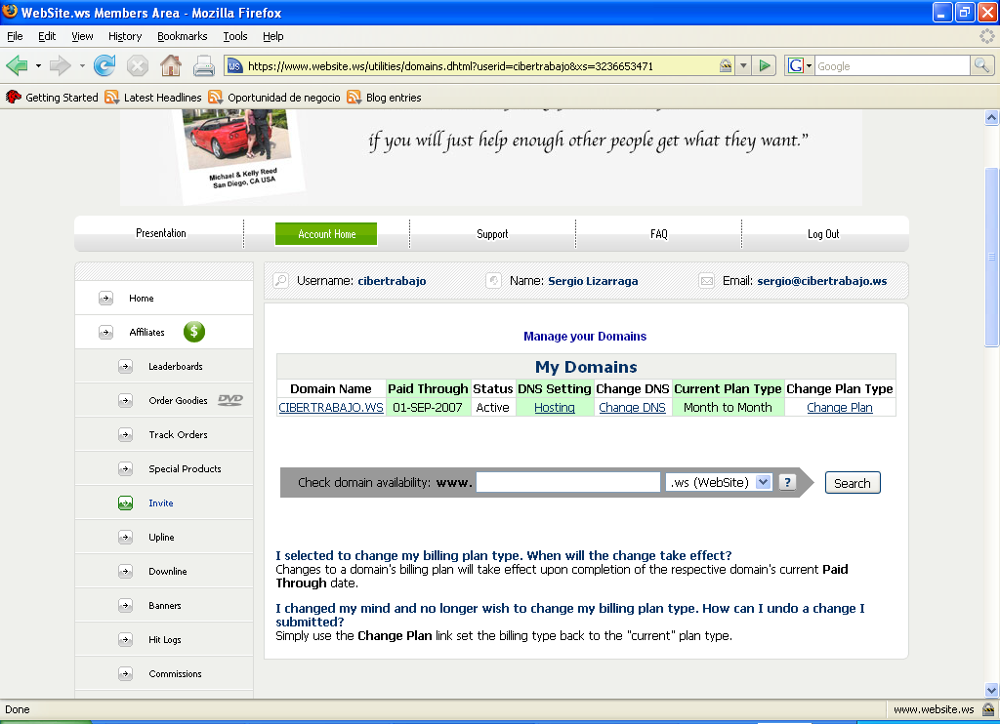 WebSite.ws Members Area - Mozilla Firefox
File Edit View History Bookmarks Tools Help
WS https://www.website.ws/utilities/domains.dhtml?userid=cibertrabajo&xs=3236653471 G Google
Getting Started Latest Headlines Oportunidad de negocio Blog entries
if you will just help enough other people get what they want."
Michael & Kelly Reed
San Diego, CA USA
Presentation Account Home Support FAQ Log Out
Username: cibertrabajo Name: Sergio Lizarraga Email: sergio@cibertrabajo.ws
Home
Affiliates $
Leaderboards
Order Goodies DVD
Track Orders
Special Products
Invite
Upline
Downline
Banners
Hit Logs
Commissions
Manage your Domains
My Domains
Domain Name Paid Through Status DNS Setting Change DNS Current Plan Type Change Plan Type
CIBERTRABAJO.WS 01-SEP-2007 Active Hosting Change DNS Month to Month Change Plan
Check domain availability: www. .ws (WebSite) ? Search
I selected to change my billing plan type. When will the change take effect?
Changes to a domain's billing plan will take effect upon completion of the respective domain's current Paid
Through date.
I changed my mind and no longer wish to change my billing plan type. How can I undo a change I
submitted?
Simply use the Change Plan link set the billing type back to the "current" plan type.
Done www.website.ws